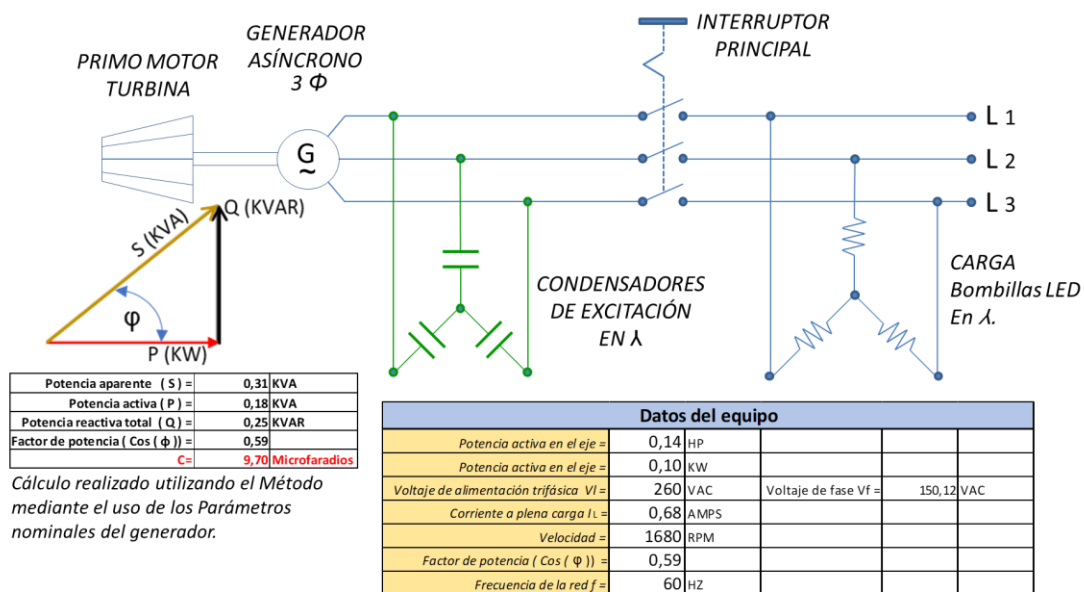 PRIMO MOTOR
TURBINA
GENERADOR
ASÍNCRONO
3 Φ
INTERRUPTOR
PRINCIPAL
G
~
L 1
L 2
L 3
S (KVA)
Q (KVAR)
φ
P (KW)
CONDENSADORES
DE EXCITACIÓN
EN ⅄
CARGA
Bombillas LED
En ⅄.
Potencia aparente ( S ) = 0,31 KVA
Potencia activa ( P ) = 0,18 KVA
Potencia reactiva total ( Q ) = 0,25 KVAR
Factor de potencia ( Cos ( ϕ )) = 0,59
C= 9,70 Microfaradios
Cálculo realizado utilizando el Método
mediante el uso de los Parámetros
nominales del generador.
Datos del equipo
Potencia activa en el eje = 0,14 HP
Potencia activa en el eje = 0,10 KW
Voltaje de alimentación trifásica Vl = 260 VAC Voltaje de fase Vf = 150,12 VAC
Corriente a plena carga IL = 0,68 AMPS
Velocidad = 1680 RPM
Factor de potencia ( Cos ( φ )) = 0,59
Frecuencia de la red f = 60 HZ